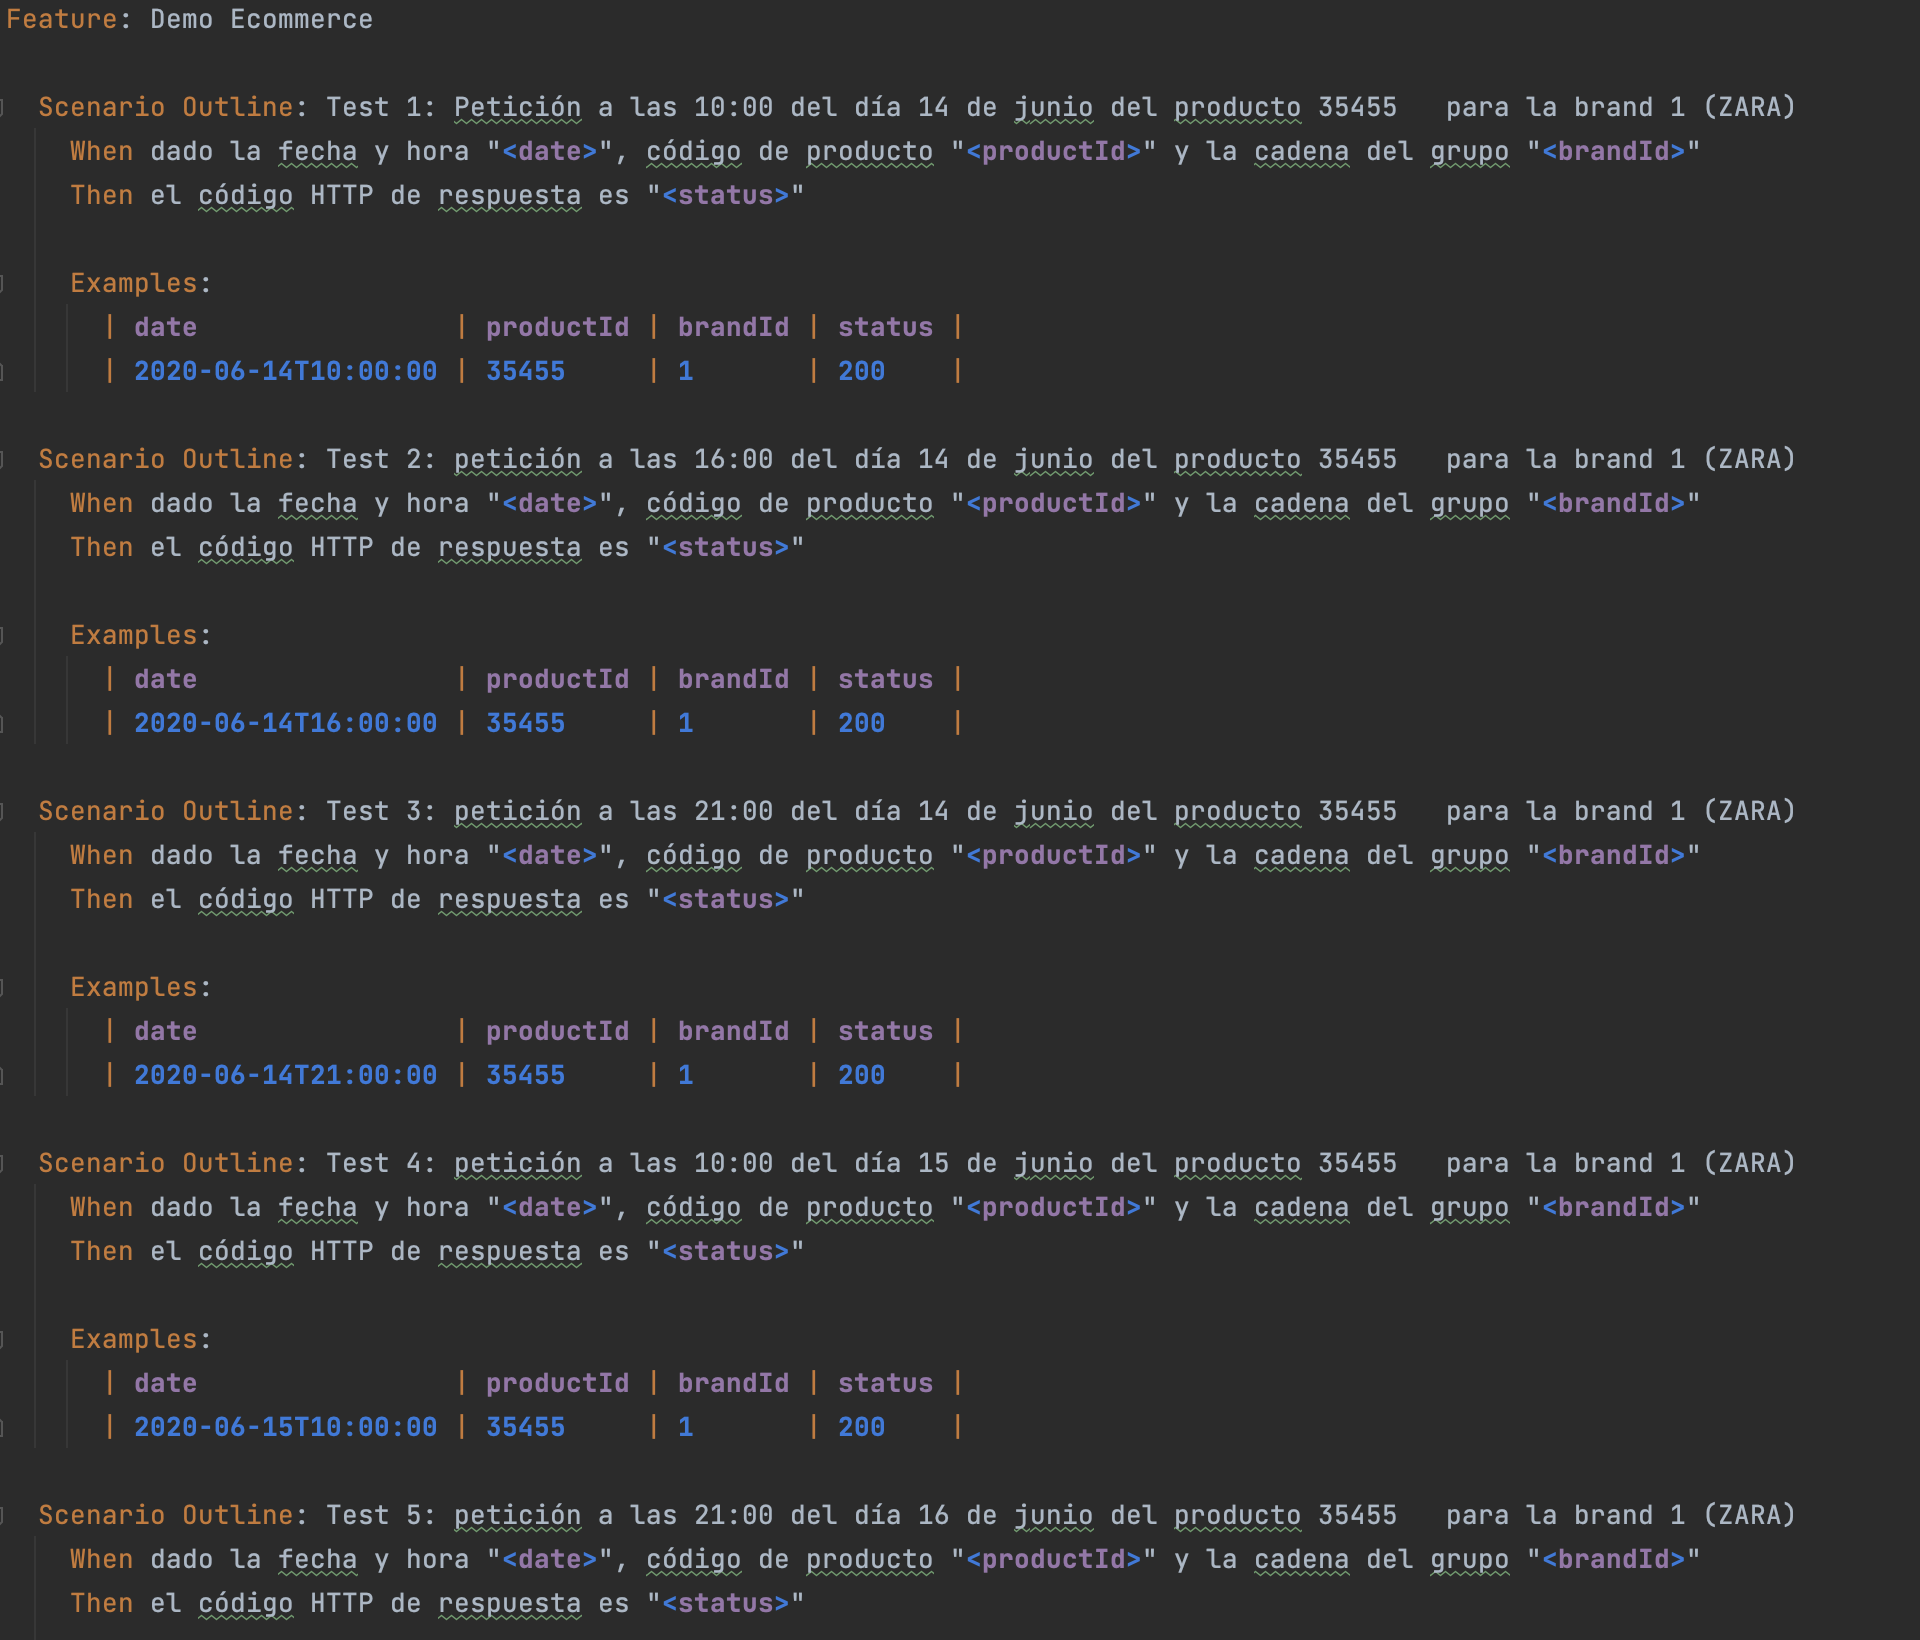 Feature: Demo Ecommerce
Scenario Outline: Test 1: Petición a las 10:00 del día 14 de junio del producto 35455   para la brand 1 (ZARA)
When dado la fecha y hora "<date>", código de producto "<productId>" y la cadena del grupo "<brandId>"
Then el código HTTP de respuesta es "<status>"
Examples:
| date                | productId | brandId | status |
| 2020-06-14T10:00:00 | 35455     | 1       | 200    |
Scenario Outline: Test 2: petición a las 16:00 del día 14 de junio del producto 35455   para la brand 1 (ZARA)
When dado la fecha y hora "<date>", código de producto "<productId>" y la cadena del grupo "<brandId>"
Then el código HTTP de respuesta es "<status>"
Examples:
| date                | productId | brandId | status |
| 2020-06-14T16:00:00 | 35455     | 1       | 200    |
Scenario Outline: Test 3: petición a las 21:00 del día 14 de junio del producto 35455   para la brand 1 (ZARA)
When dado la fecha y hora "<date>", código de producto "<productId>" y la cadena del grupo "<brandId>"
Then el código HTTP de respuesta es "<status>"
Examples:
| date                | productId | brandId | status |
| 2020-06-14T21:00:00 | 35455     | 1       | 200    |
Scenario Outline: Test 4: petición a las 10:00 del día 15 de junio del producto 35455   para la brand 1 (ZARA)
When dado la fecha y hora "<date>", código de producto "<productId>" y la cadena del grupo "<brandId>"
Then el código HTTP de respuesta es "<status>"
Examples:
| date                | productId | brandId | status |
| 2020-06-15T10:00:00 | 35455     | 1       | 200    |
Scenario Outline: Test 5: petición a las 21:00 del día 16 de junio del producto 35455   para la brand 1 (ZARA)
When dado la fecha y hora "<date>", código de producto "<productId>" y la cadena del grupo "<brandId>"
Then el código HTTP de respuesta es "<status>"